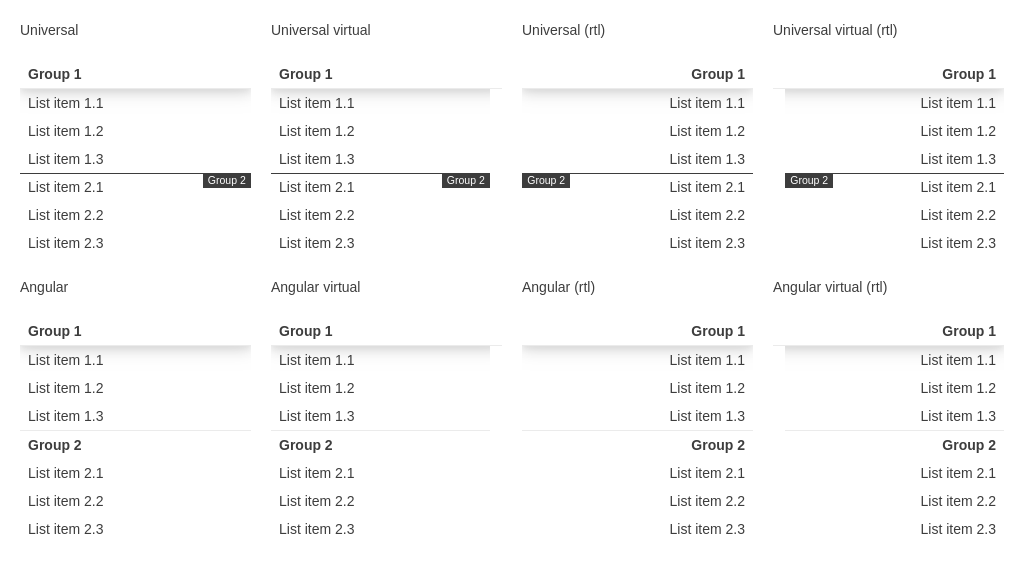 Universal
Group 1
List item 1.1
List item 1.2
List item 1.3
Group 2
List item 2.1
List item 2.2
List item 2.3
Universal virtual
Group 1
List item 1.1
List item 1.2
List item 1.3
Group 2
List item 2.1
List item 2.2
List item 2.3
Universal (rtl)
Group 1
List item 1.1
List item 1.2
List item 1.3
Group 2
List item 2.1
List item 2.2
List item 2.3
Universal virtual (rtl)
Group 1
List item 1.1
List item 1.2
List item 1.3
Group 2
List item 2.1
List item 2.2
List item 2.3
Angular
Group 1
List item 1.1
List item 1.2
List item 1.3
Group 2
List item 2.1
List item 2.2
List item 2.3
Angular virtual
Group 1
List item 1.1
List item 1.2
List item 1.3
Group 2
List item 2.1
List item 2.2
List item 2.3
Angular (rtl)
Group 1
List item 1.1
List item 1.2
List item 1.3
Group 2
List item 2.1
List item 2.2
List item 2.3
Angular virtual (rtl)
Group 1
List item 1.1
List item 1.2
List item 1.3
Group 2
List item 2.1
List item 2.2
List item 2.3